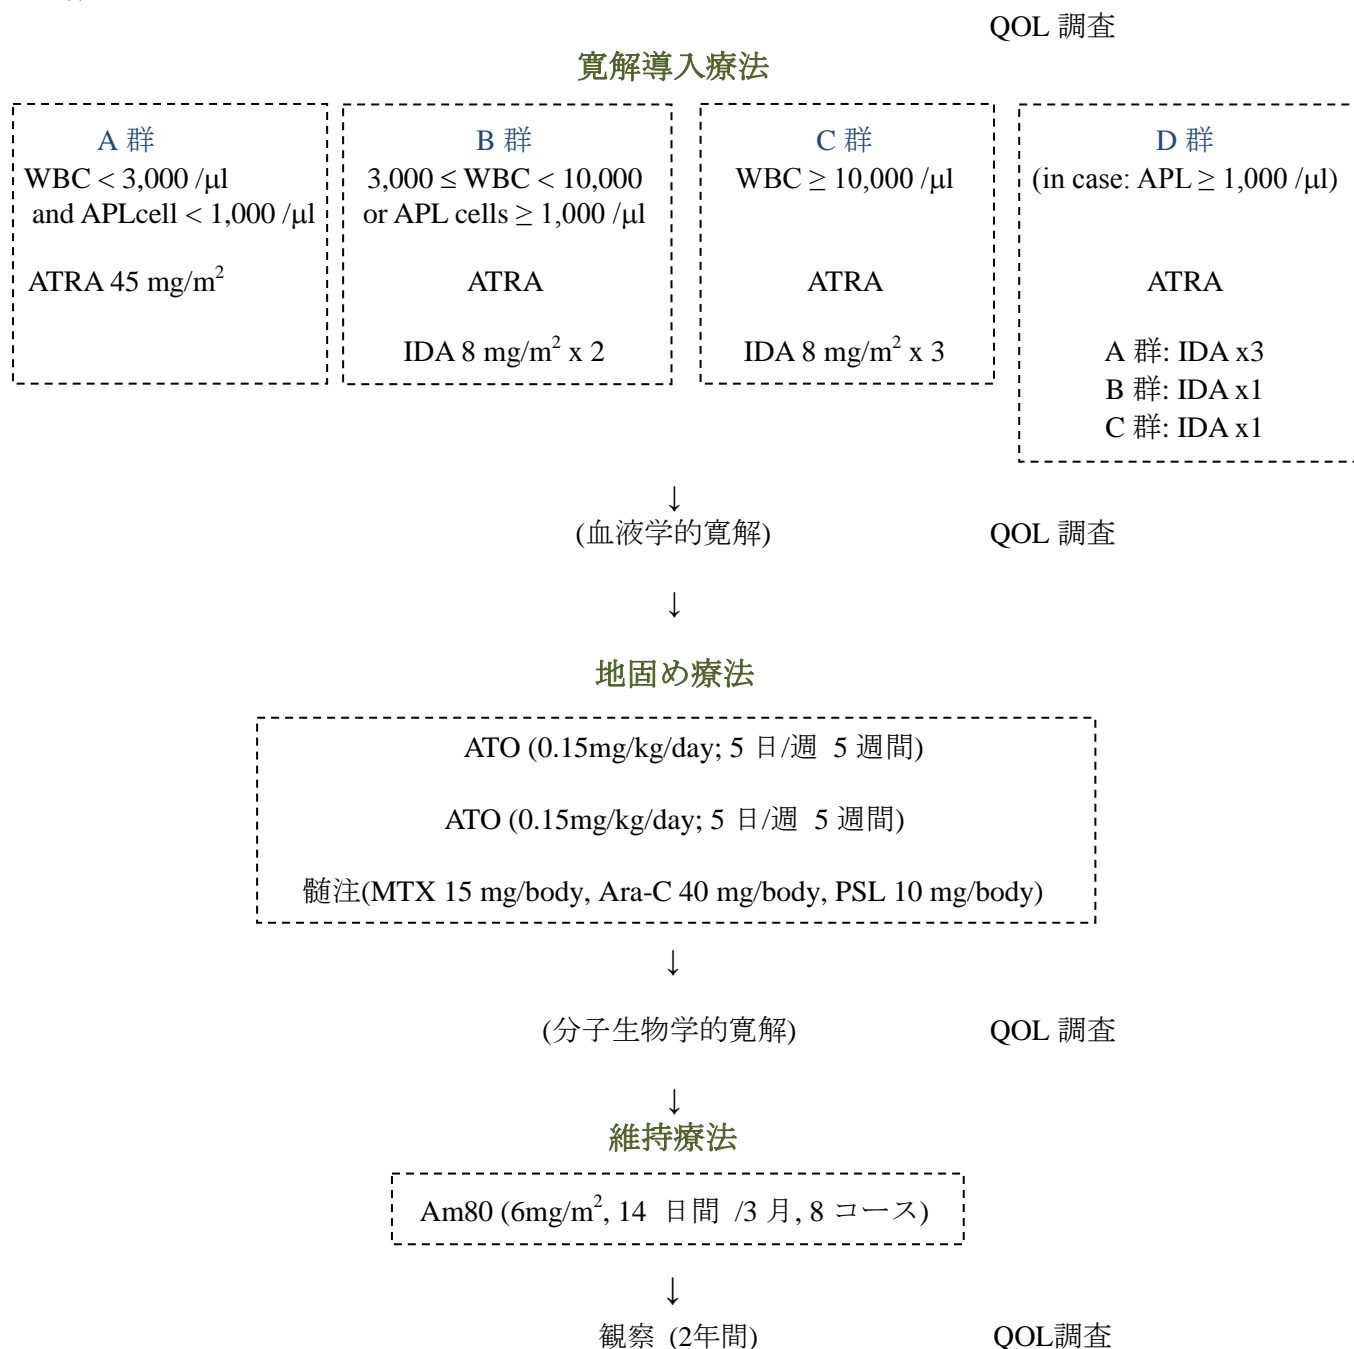 QOL 調査
寛解導入療法
A 群
WBC < 3,000 /μl
and APLcell < 1,000 /μl
ATRA 45 mg/m²
B 群
3,000 ≤ WBC < 10,000
or APL cells ≥ 1,000 /μl
ATRA
IDA 8 mg/m² x 2
C 群
WBC ≥ 10,000 /μl
ATRA
IDA 8 mg/m² x 3
D 群
(in case: APL ≥ 1,000 /μl)
ATRA
A 群: IDA x3
B 群: IDA x1
C 群: IDA x1
↓
(血液学的寛解) QOL 調査
↓
地固め療法
ATO (0.15mg/kg/day; 5 日/週 5 週間)
ATO (0.15mg/kg/day; 5 日/週 5 週間)
髄注(MTX 15 mg/body, Ara-C 40 mg/body, PSL 10 mg/body)
↓
(分子生物学的寛解) QOL 調査
↓
維持療法
Am80 (6mg/m², 14 日間 /3 月, 8 コース)
↓
観察 (2年間) QOL調査